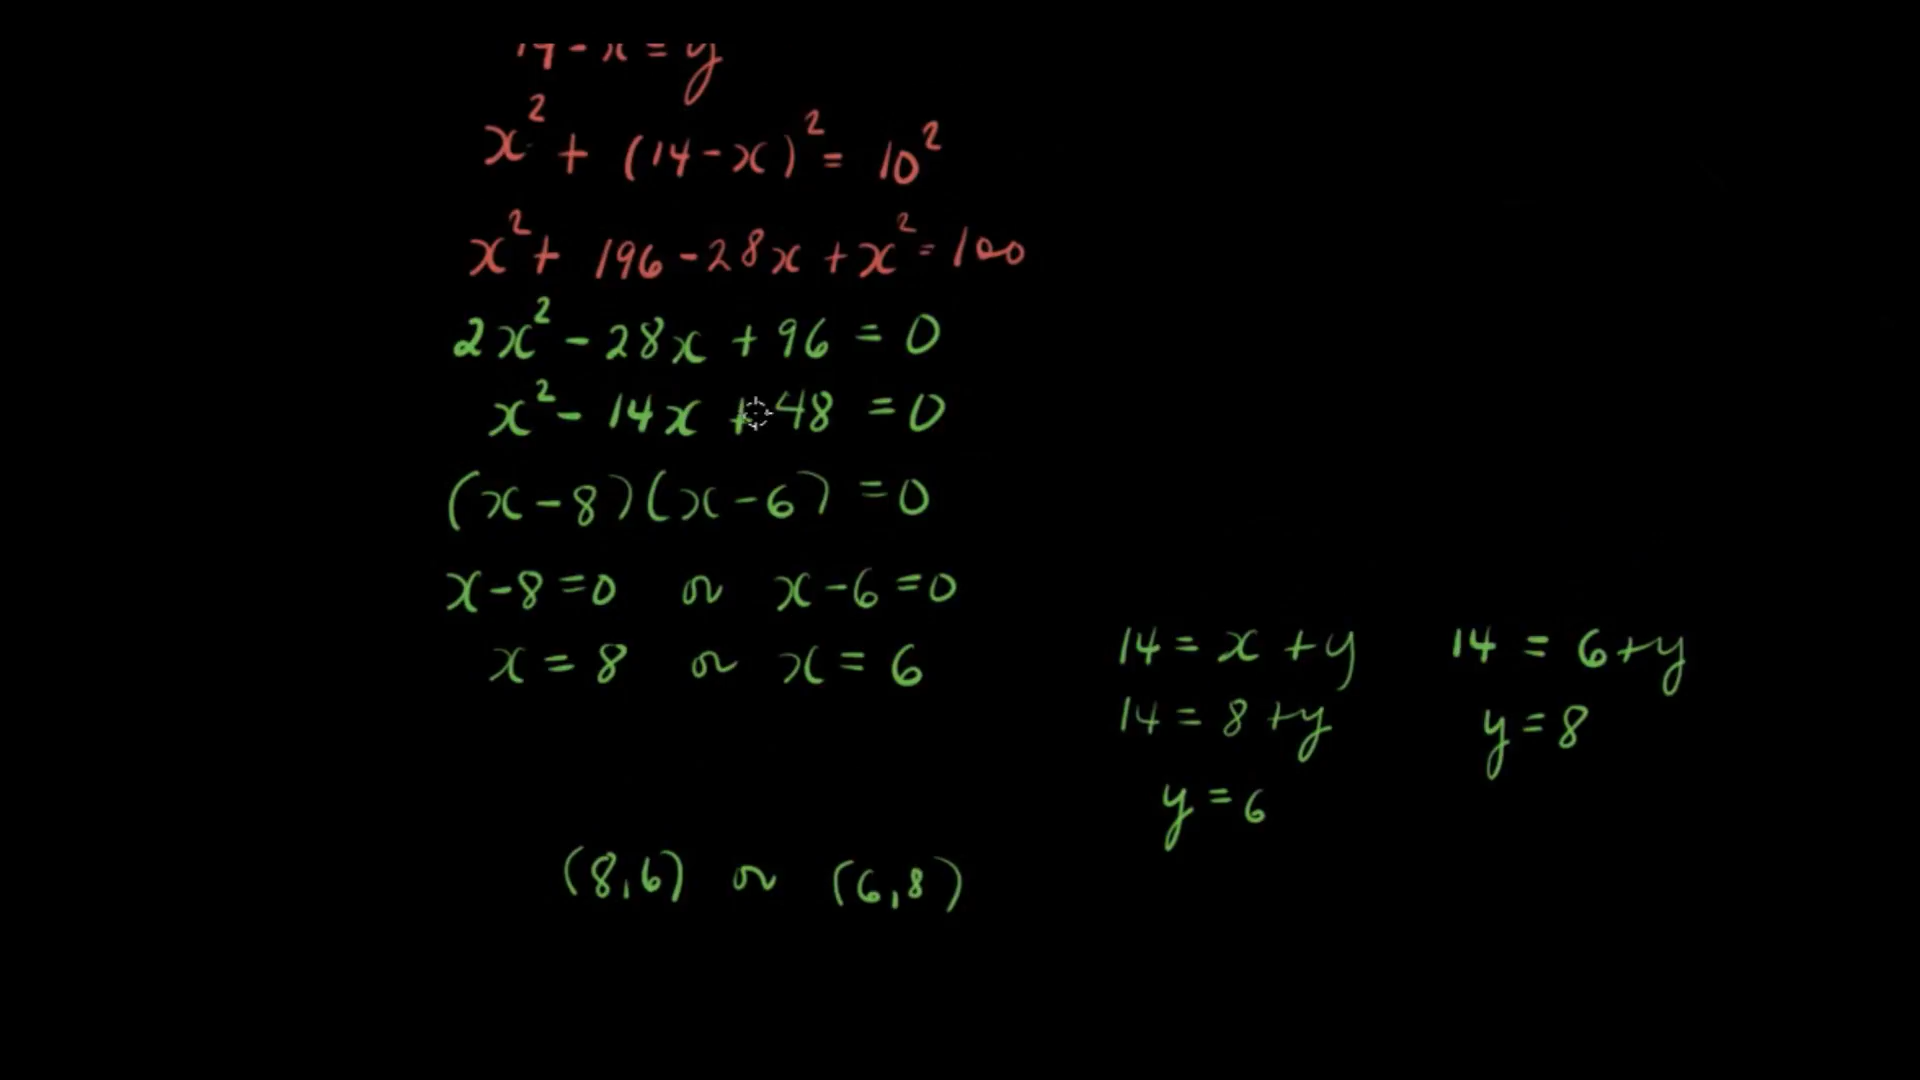 14 - x = y
x² + (14 - x)² = 10²
x² + 196 - 28x + x² = 100
2x² - 28x + 96 = 0
x² - 14x + 48 = 0
(x - 8)(x - 6) = 0
x - 8 = 0 or x - 6 = 0
x = 8 or x = 6
14 = x + y
14 = 8 + y
y = 6
14 = 6 + y
y = 8
(8, 6) or (6, 8)